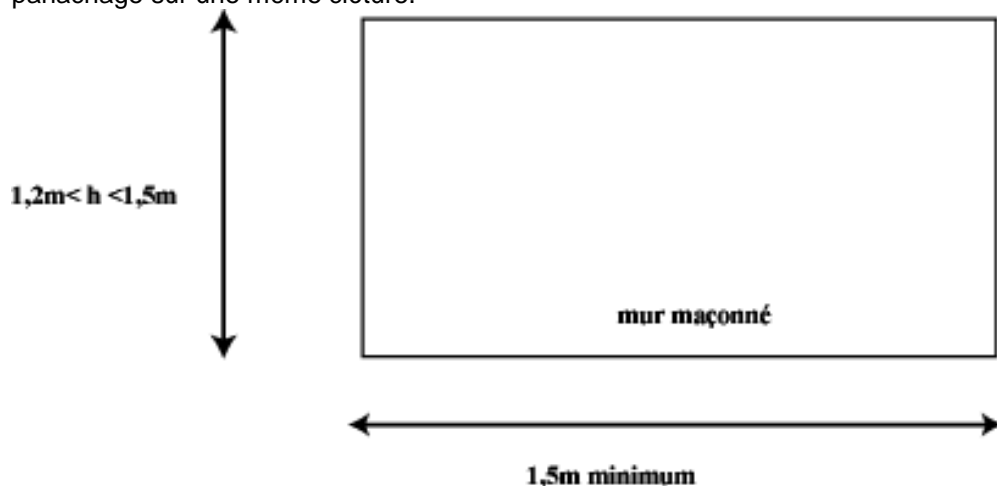 panachage sur une même clôture.
1,2m< h <1,5m
mur maçonné
1,5m minimum